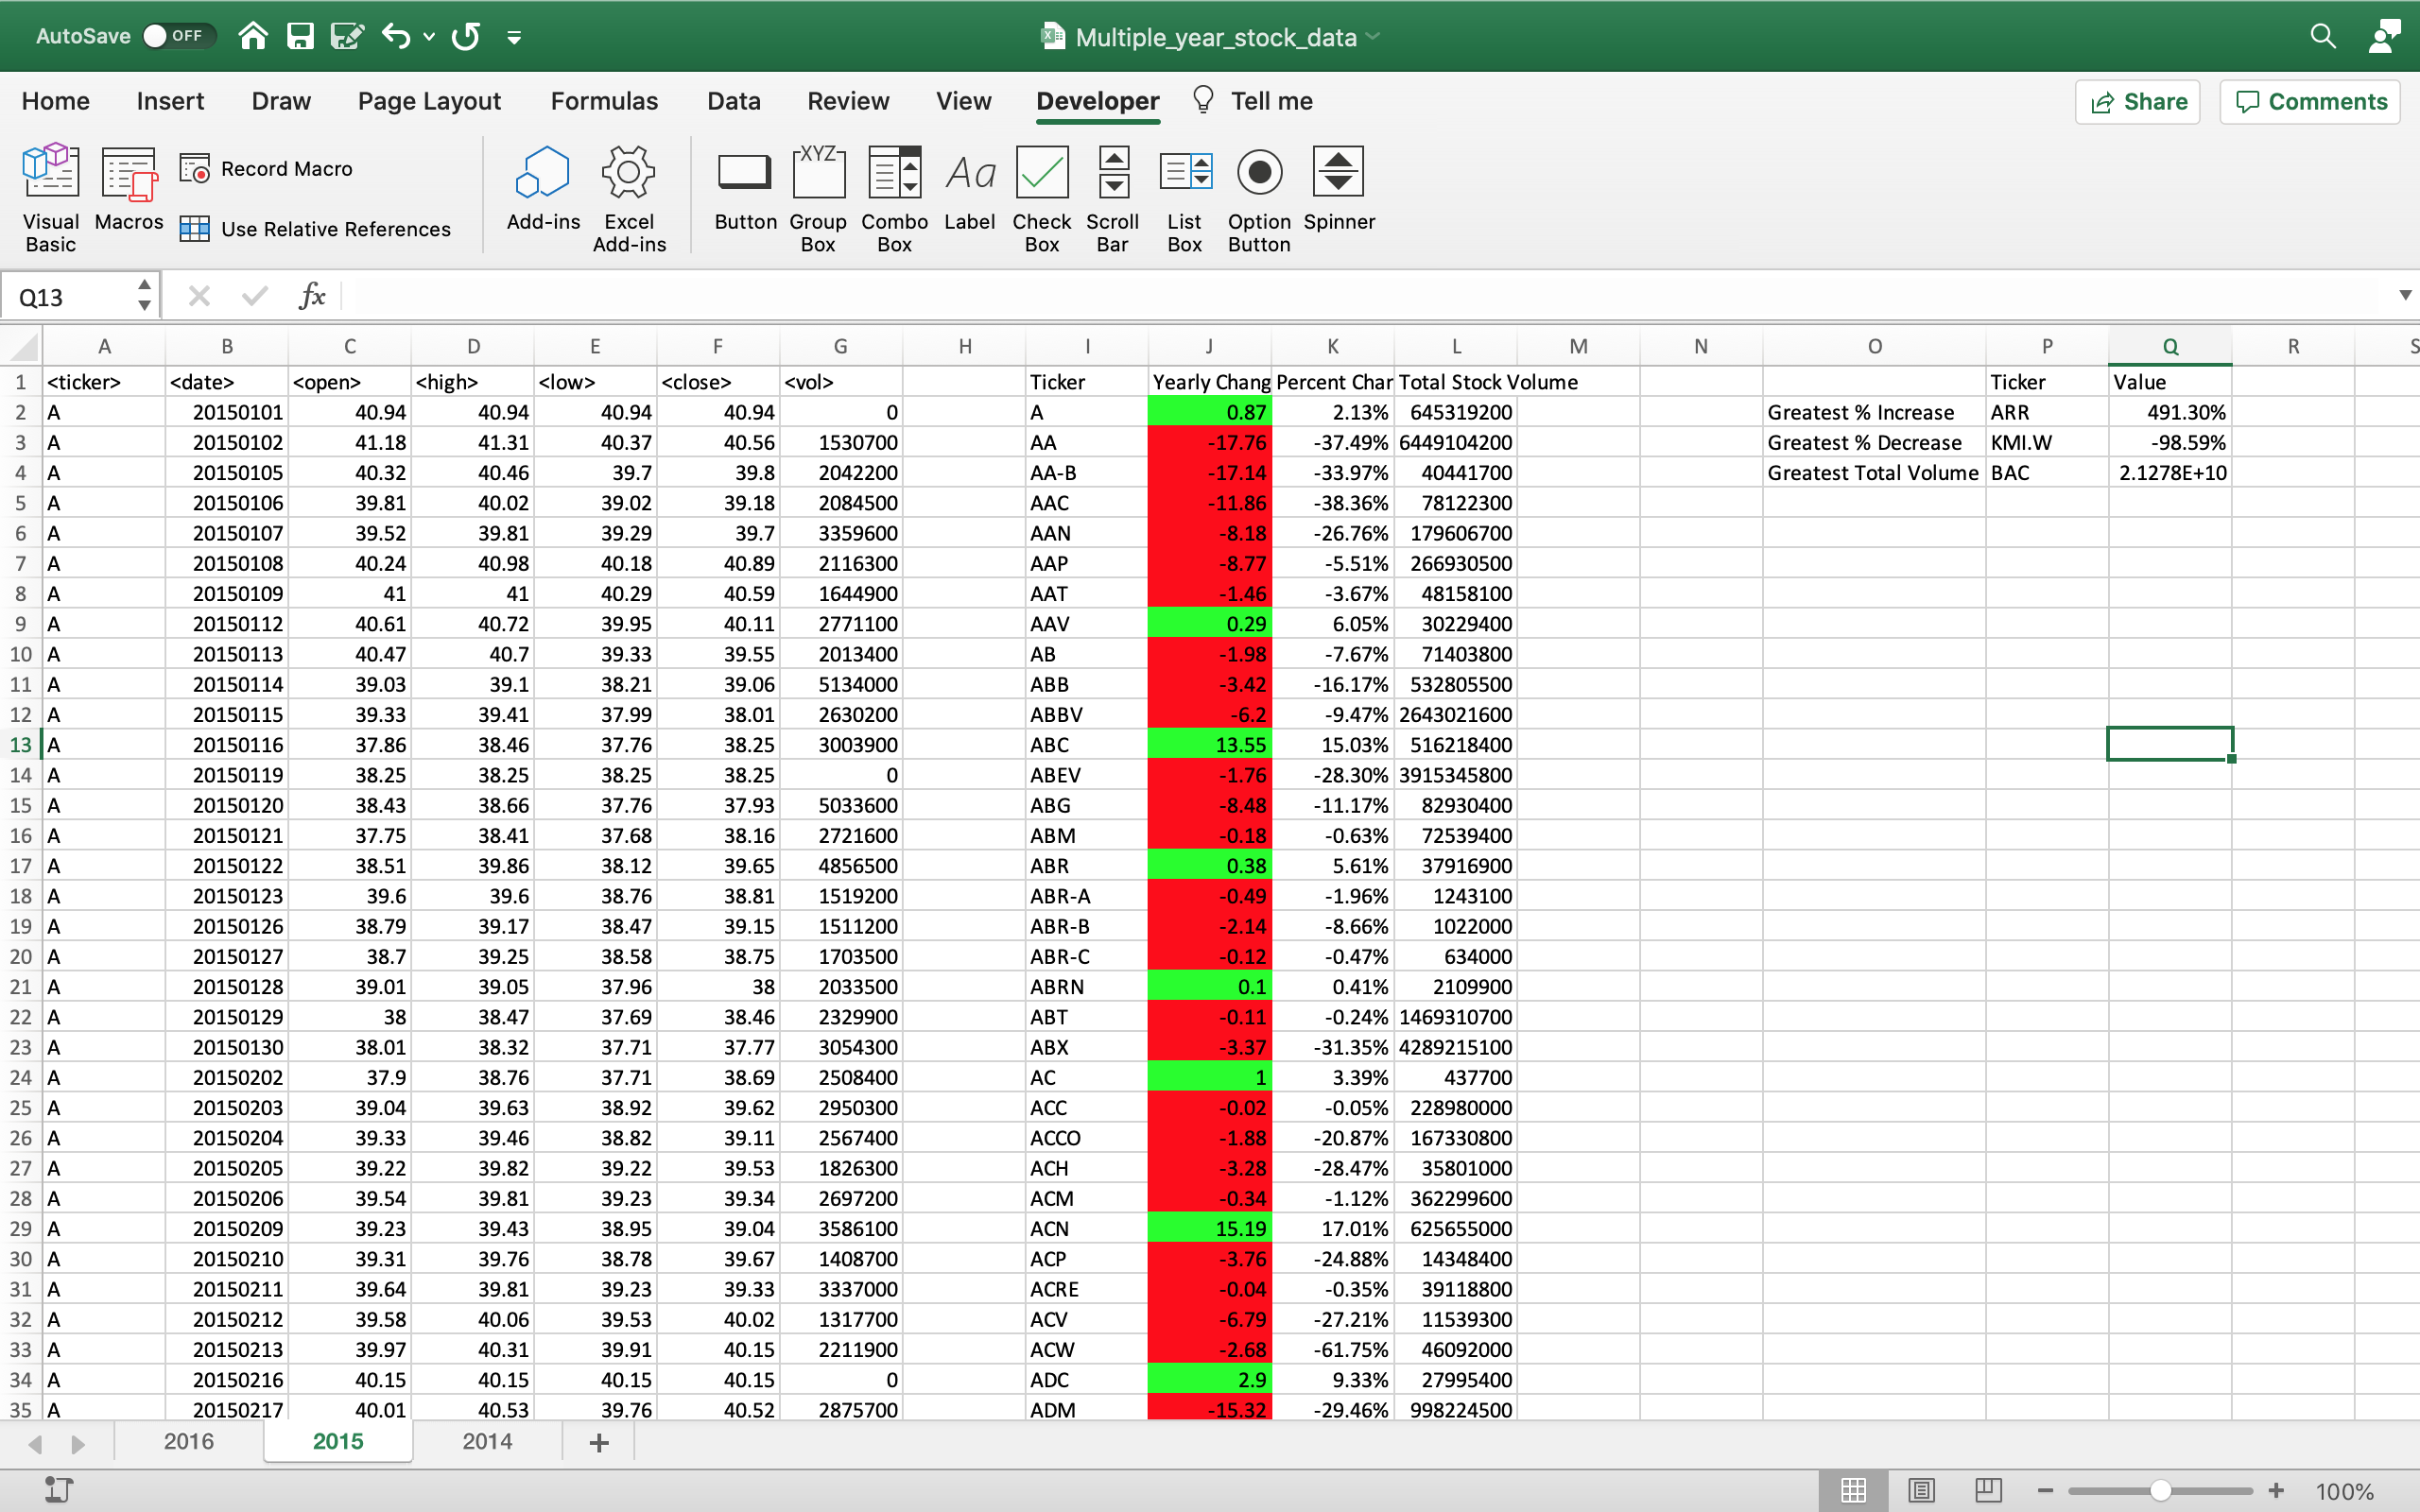 AutoSave OFF Multiple_year_stock_data
Home Insert Draw Page Layout Formulas Data Review View Developer Tell me Share Comments
Visual Basic Macros Record Macro Use Relative References Add-ins Excel Add-ins Button Group Box Combo Box Label Check Box Scroll Bar List Box Option Button Spinner
XYZ Aa
Q13 fx
A B C D E F G H I J K L M N O P Q R S
1 <ticker> <date> <open> <high> <low> <close> <vol> Ticker Yearly Chang Percent Char Total Stock Volume Ticker Value
2 A 20150101 40.94 40.94 40.94 40.94 0 A 0.87 2.13% 645319200 Greatest % Increase ARR 491.30%
3 A 20150102 41.18 41.31 40.37 40.56 1530700 AA -17.76 -37.49% 6449104200 Greatest % Decrease KMI.W -98.59%
4 A 20150105 40.32 40.46 39.7 39.8 2042200 AA-B -17.14 -33.97% 40441700 Greatest Total Volume BAC 2.1278E+10
5 A 20150106 39.81 40.02 39.02 39.18 2084500 AAC -11.86 -38.36% 78122300
6 A 20150107 39.52 39.81 39.29 39.7 3359600 AAN -8.18 -26.76% 179606700
7 A 20150108 40.24 40.98 40.18 40.89 2116300 AAP -8.77 -5.51% 266930500
8 A 20150109 41 41 40.29 40.59 1644900 AAT -1.46 -3.67% 48158100
9 A 20150112 40.61 40.72 39.95 40.11 2771100 AAV 0.29 6.05% 30229400
10 A 20150113 40.47 40.7 39.33 39.55 2013400 AB -1.98 -7.67% 71403800
11 A 20150114 39.03 39.1 38.21 39.06 5134000 ABB -3.42 -16.17% 532805500
12 A 20150115 39.33 39.41 37.99 38.01 2630200 ABBV -6.2 -9.47% 2643021600
13 A 20150116 37.86 38.46 37.76 38.25 3003900 ABC 13.55 15.03% 516218400
14 A 20150119 38.25 38.25 38.25 38.25 0 ABEV -1.76 -28.30% 3915345800
15 A 20150120 38.43 38.66 37.76 37.93 5033600 ABG -8.48 -11.17% 82930400
16 A 20150121 37.75 38.41 37.68 38.16 2721600 ABM -0.18 -0.63% 72539400
17 A 20150122 38.51 39.86 38.12 39.65 4856500 ABR 0.38 5.61% 37916900
18 A 20150123 39.6 39.6 38.76 38.81 1519200 ABR-A -0.49 -1.96% 1243100
19 A 20150126 38.79 39.17 38.47 39.15 1511200 ABR-B -2.14 -8.66% 1022000
20 A 20150127 38.7 39.25 38.58 38.75 1703500 ABR-C -0.12 -0.47% 634000
21 A 20150128 39.01 39.05 37.96 38 2033500 ABRN 0.1 0.41% 2109900
22 A 20150129 38 38.47 37.69 38.46 2329900 ABT -0.11 -0.24% 1469310700
23 A 20150130 38.01 38.32 37.71 37.77 3054300 ABX -3.37 -31.35% 4289215100
24 A 20150202 37.9 38.76 37.71 38.69 2508400 AC 1 3.39% 437700
25 A 20150203 39.04 39.63 38.92 39.62 2950300 ACC -0.02 -0.05% 228980000
26 A 20150204 39.33 39.46 38.82 39.11 2567400 ACCO -1.88 -20.87% 167330800
27 A 20150205 39.22 39.82 39.22 39.53 1826300 ACH -3.28 -28.47% 35801000
28 A 20150206 39.54 39.81 39.23 39.34 2697200 ACM -0.34 -1.12% 362299600
29 A 20150209 39.23 39.43 38.95 39.04 3586100 ACN 15.19 17.01% 625655000
30 A 20150210 39.31 39.76 38.78 39.67 1408700 ACP -3.76 -24.88% 14348400
31 A 20150211 39.64 39.81 39.23 39.33 3337000 ACRE -0.04 -0.35% 39118800
32 A 20150212 39.58 40.06 39.53 40.02 1317700 ACV -6.79 -27.21% 11539300
33 A 20150213 39.97 40.31 39.91 40.15 2211900 ACW -2.68 -61.75% 46092000
34 A 20150216 40.15 40.15 40.15 40.15 0 ADC 2.9 9.33% 27995400
35 A 20150217 40.01 40.53 39.76 40.52 2875700 ADM -15.32 -29.46% 998224500
2016 2015 2014 +
100%